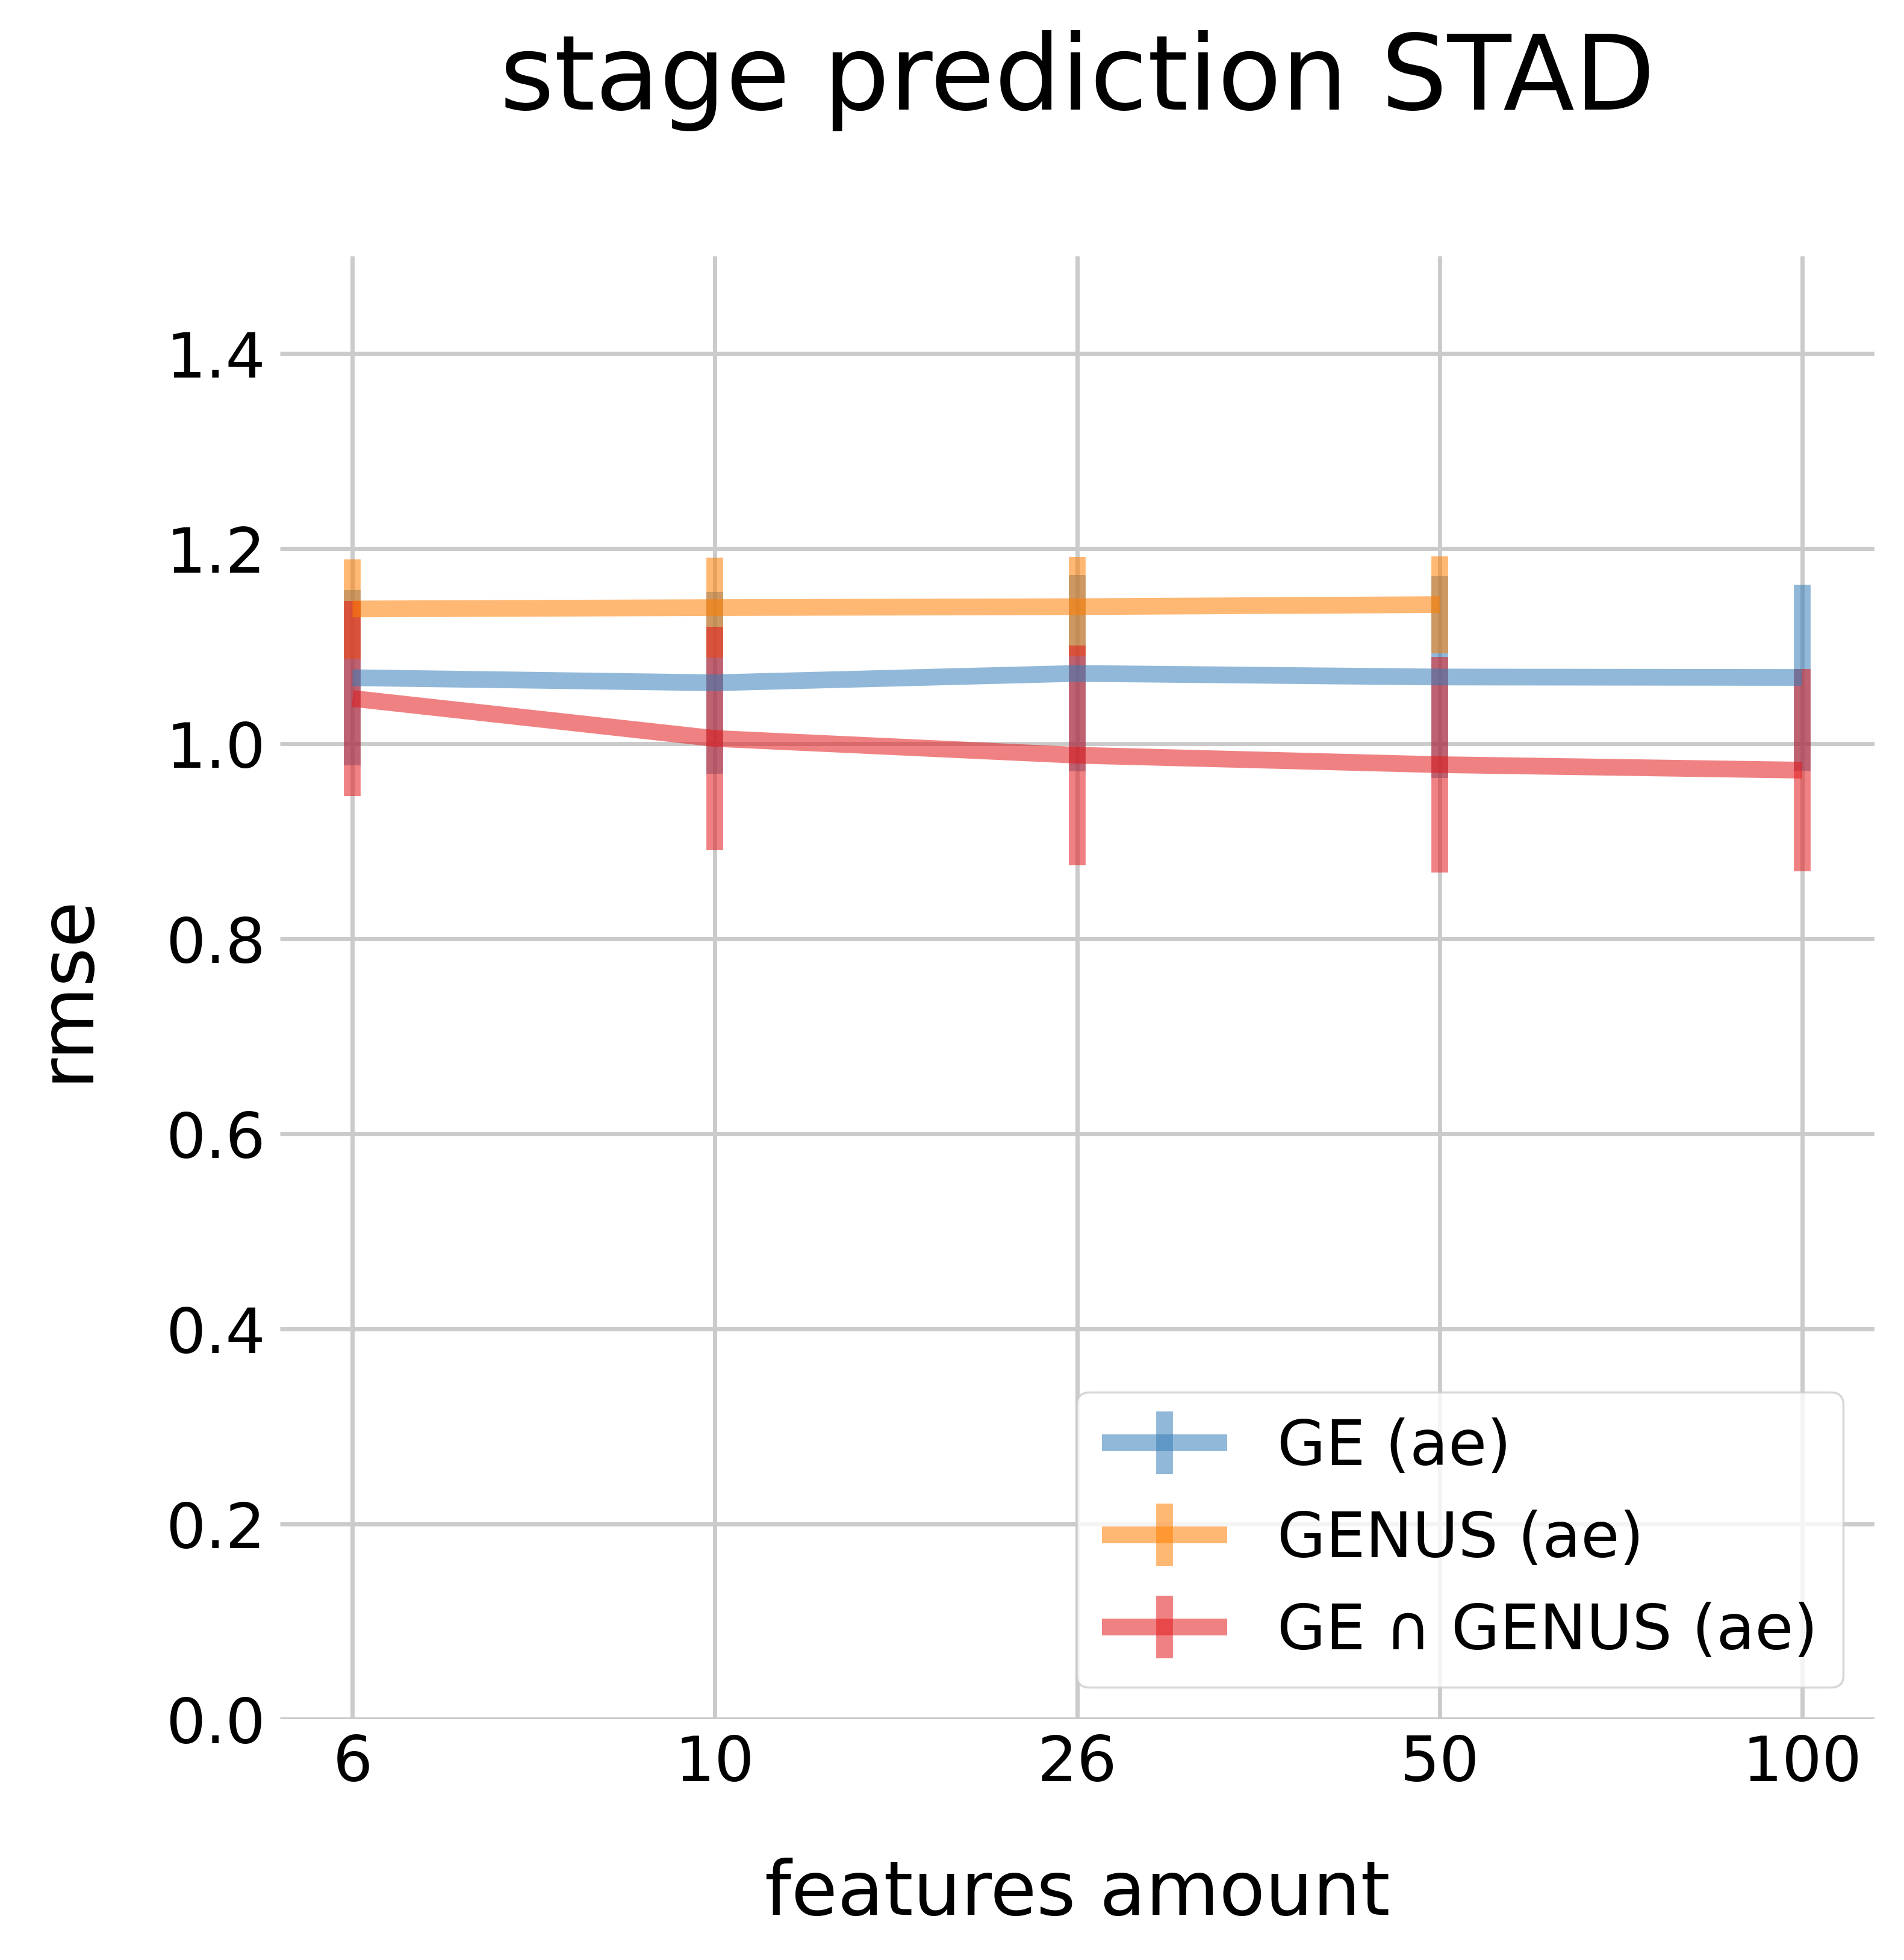 stage prediction STAD
1.4
1.2
1.0
0.8
0.6
0.4
0.2
0.0
rmse
GE (ae)
GENUS (ae)
GE ∩ GENUS (ae)
6 10 26 50 100
features amount